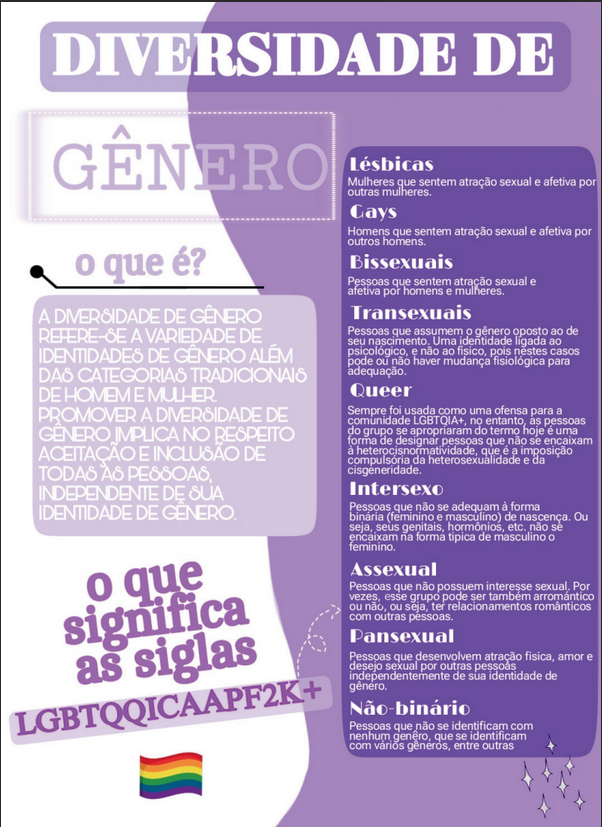 DIVERSIDADE DE
GÊNERO
o que é?
A DIVERSIDADE DE GÊNERO
REFERE-SE A VARIEDADE DE
IDENTIDADES DE GÊNERO ALÉM
DAS CATEGORIAS TRADICIONAIS
DE HOMEM E MULHER.
PROMOVER A DIVERSIDADE DE
GÊNERO IMPLICA NO RESPEITO
ACEITAÇÃO E INCLUSÃO DE
TODAS ÀS PESSOAS,
INDEPENDENTE DE SUA
IDENTIDADE DE GÊNERO.
o que
significa
as siglas
LGBTQQICAAPF2K+
Lésbicas
Mulheres que sentem atração sexual e afetiva por
outras mulheres.
Gays
Homens que sentem atração sexual e afetiva por
outros homens.
Bissexuais
Pessoas que sentem atração sexual e
afetiva por homens e mulheres.
Transexuais
Pessoas que assumem o gênero oposto ao de
seu nascimento. Uma identidade ligada ao
psicológico, e não ao físico, pois nestes casos
pode ou não haver mudança fisiológica para
adequação.
Queer
Sempre foi usada como uma ofensa para a
comunidade LGBTQIA+, no entanto, as pessoas
do grupo se apropriaram do termo hoje é uma
forma de designar pessoas que não se encaixam
à heterocisnormatividade, que é a imposição
compulsória da heterosexualidade e da
cisgeneridade.
Intersexo
Pessoas que não se adequam à forma
binária (feminino e masculino) de nascença. Ou
seja, seus genitais, hormônios, etc. não se
encaixam na forma típica de masculino o
feminino.
Assexual
Pessoas que não possuem interesse sexual. Por
vezes, esse grupo pode ser também arromântico
ou não, ou seja, ter relacionamentos românticos
com outras pessoas.
Pansexual
Pessoas que desenvolvem atração física, amor e
desejo sexual por outras pessoas
independentemente de sua identidade de
gênero.
Não-binário
Pessoas que não se identificam com
nenhum genêro, que se identificam
com vários gêneros, entre outras